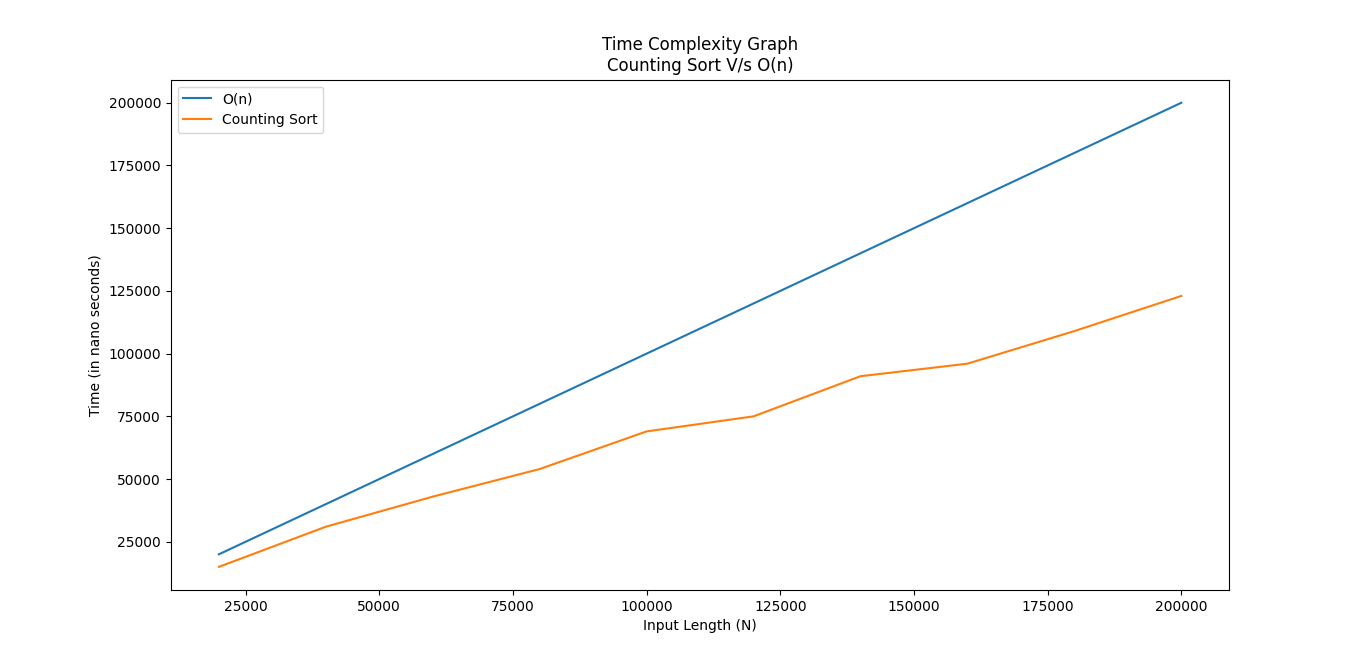 Time Complexity Graph
Counting Sort V/s O(n)
O(n)
Counting Sort
200000
175000
150000
125000
100000
75000
50000
25000
Time (in nano seconds)
25000 50000 75000 100000 125000 150000 175000 200000
Input Length (N)